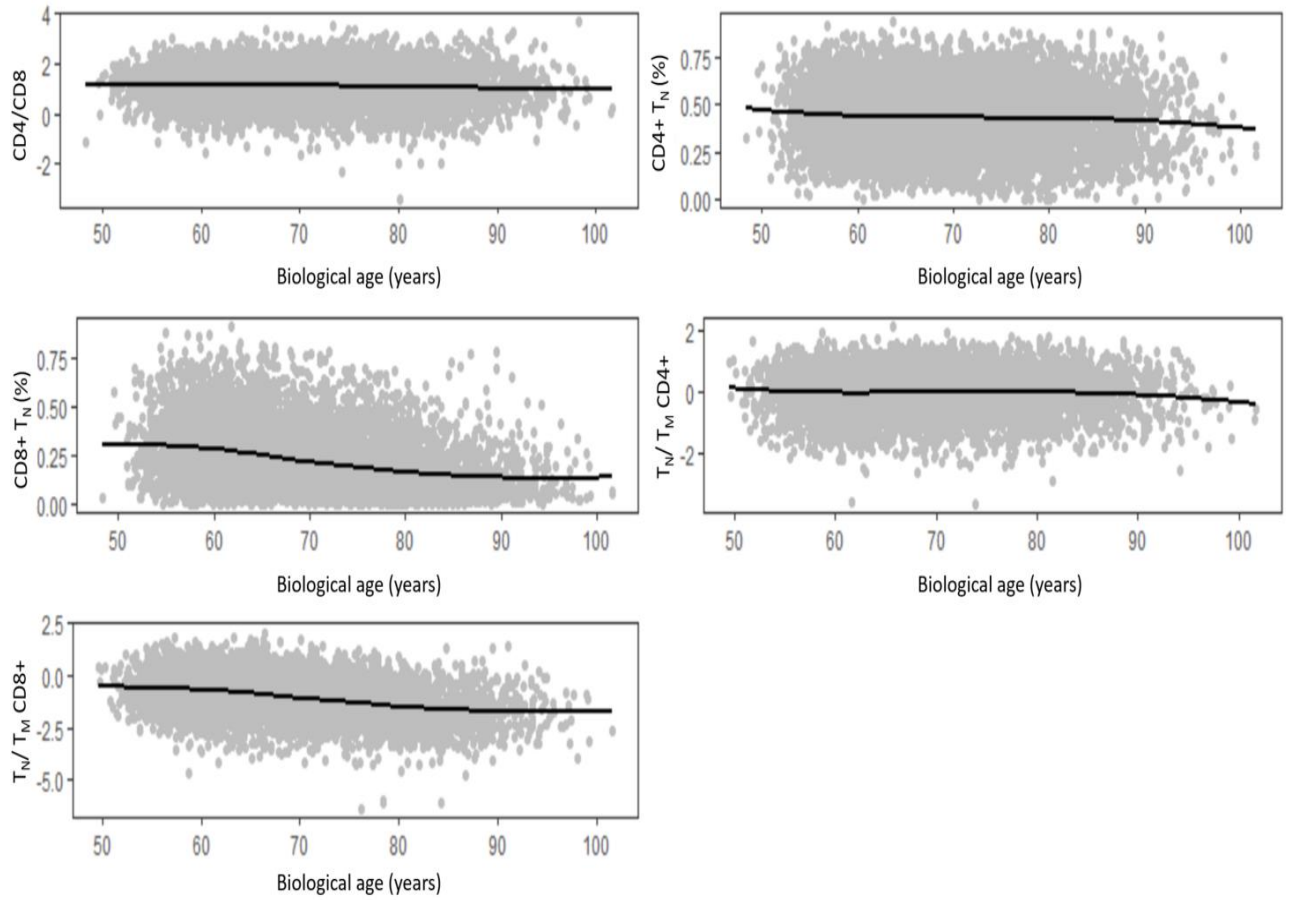 4
2
0
-2
CD4/CD8
50 60 70 80 90 100
Biological age (years)
0.75
0.50
0.25
0.00
CD4+ TN (%)
50 60 70 80 90 100
Biological age (years)
0.75
0.50
0.25
0.00
CD8+ TN (%)
50 60 70 80 90 100
Biological age (years)
2
0
-2
TN/ TM CD4+
50 60 70 80 90 100
Biological age (years)
2.5
0.0
-2.5
-5.0
TN/ TM CD8+
50 60 70 80 90 100
Biological age (years)